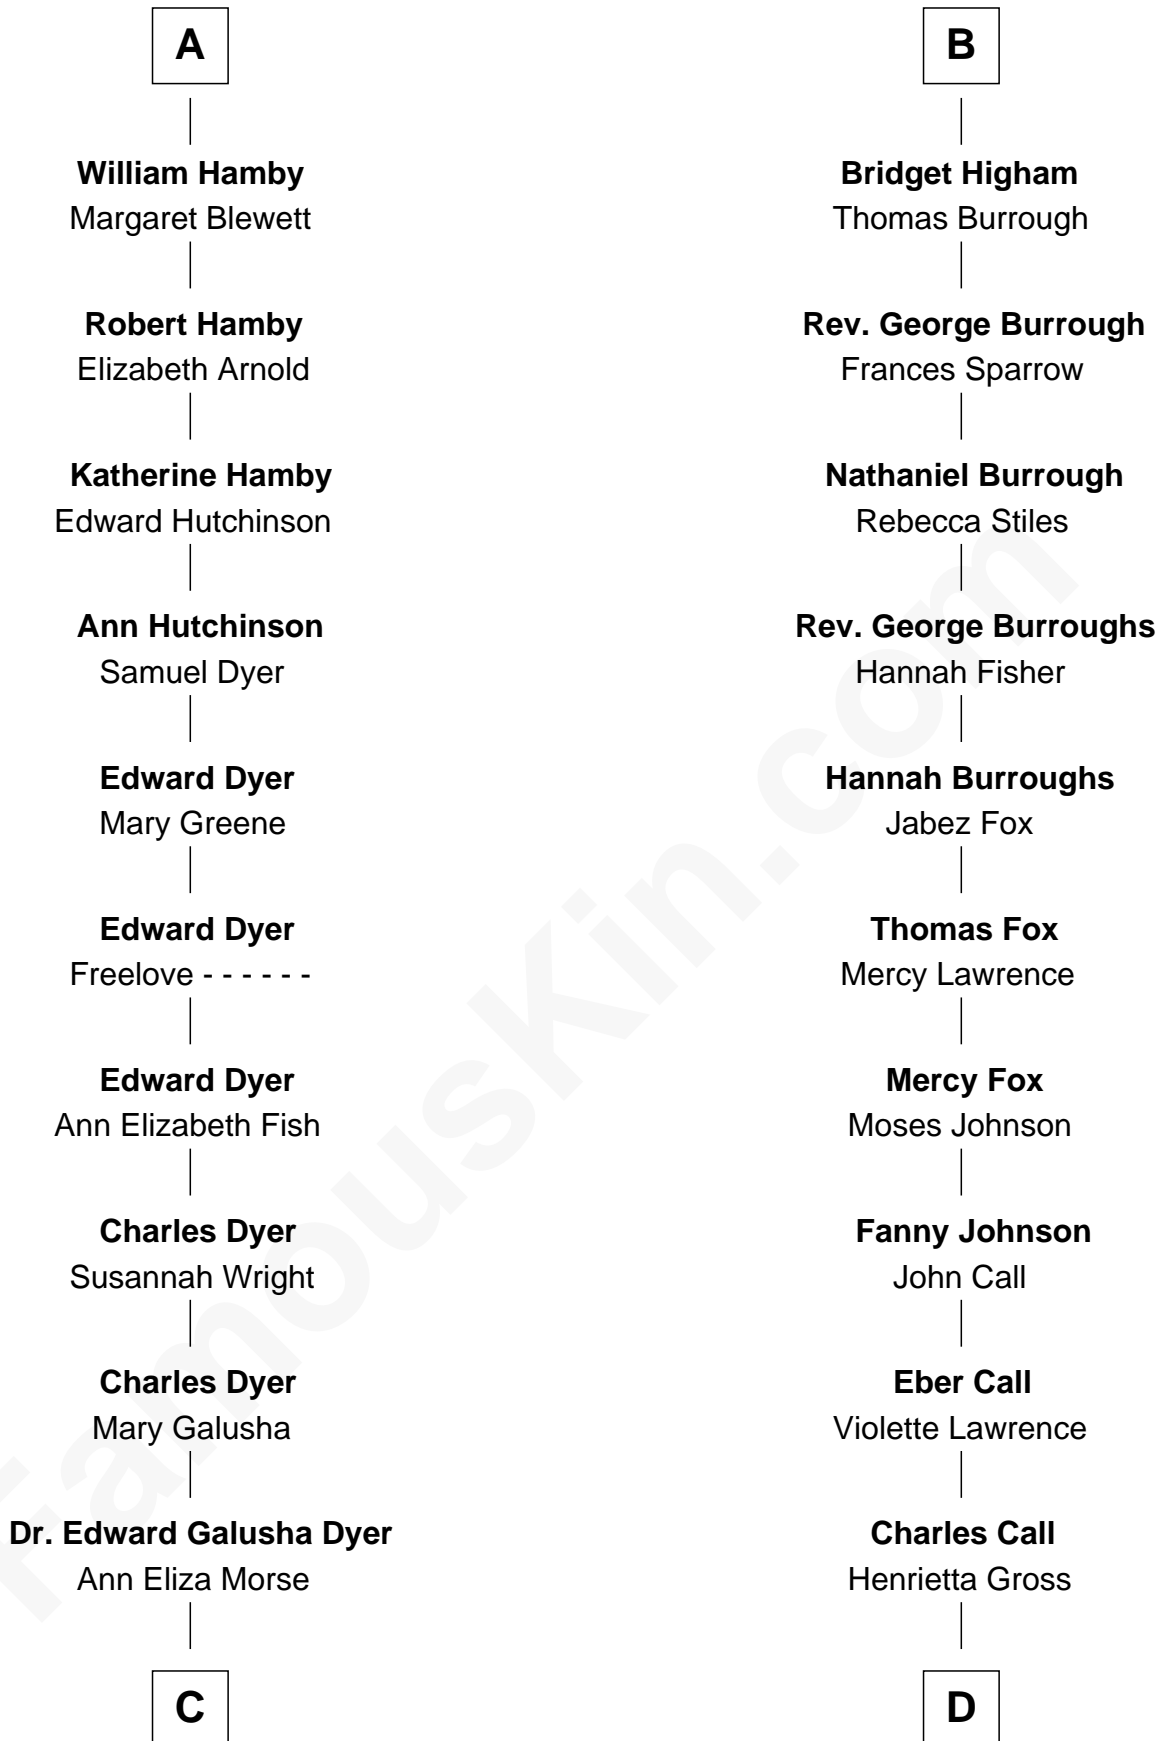 A
William Hamby
Margaret Blewett
Robert Hamby
Elizabeth Arnold
Katherine Hamby
Edward Hutchinson
Ann Hutchinson
Samuel Dyer
Edward Dyer
Mary Greene
Edward Dyer
Freelove - - - - - -
Edward Dyer
Ann Elizabeth Fish
Charles Dyer
Susannah Wright
Charles Dyer
Mary Galusha
Dr. Edward Galusha Dyer
Ann Eliza Morse
C
B
Bridget Higham
Thomas Burrough
Rev. George Burrough
Frances Sparrow
Nathaniel Burrough
Rebecca Stiles
Rev. George Burroughs
Hannah Fisher
Hannah Burroughs
Jabez Fox
Thomas Fox
Mercy Lawrence
Mercy Fox
Moses Johnson
Fanny Johnson
John Call
Eber Call
Violette Lawrence
Charles Call
Henrietta Gross
D
FamousKin.com